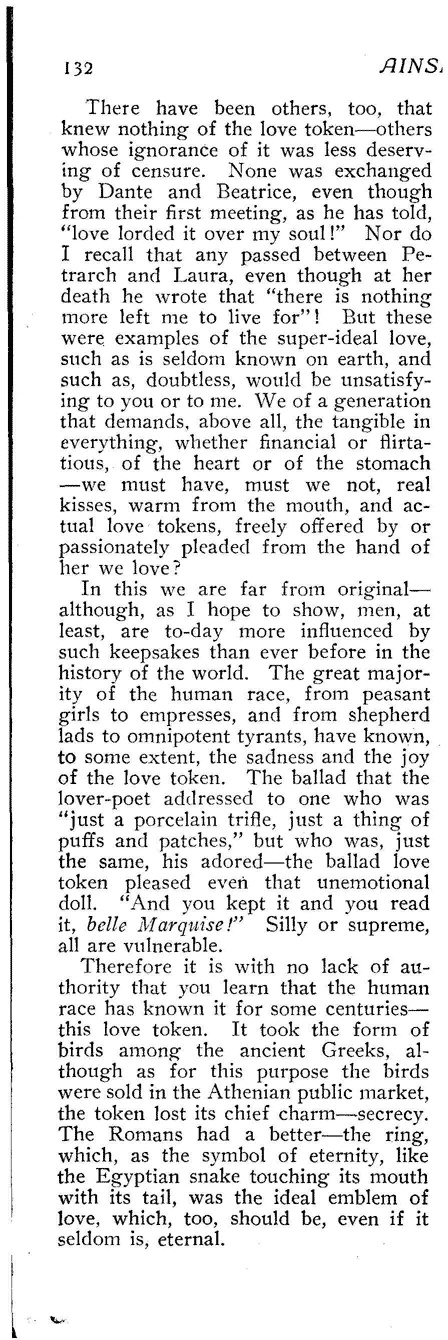 132 AINS
There have been others, too, that
knew nothing of the love token—others
whose ignorance of it was less deserv-
ing of censure. None was exchanged
by Dante and Beatrice, even though
from their first meeting, as he has told,
“love lorded it over my soul!” Nor do
I recall that any passed between Pe-
trarch and Laura, even though at her
death he wrote that “there is nothing
more left me to live for”! But these
were examples of the super-ideal love,
such as is seldom known on earth, and
such as, doubtless, would be unsatisfy-
ing to you or to me. We of a generation
that demands, above all, the tangible in
everything, whether financial or flirta-
tious, of the heart or of the stomach
—we must have, must we not, real
kisses, warm from the mouth, and ac-
tual love tokens, freely offered by or
passionately pleaded from the hand of
her we love?
In this we are far from original—
although, as I hope to show, men, at
least, are to-day more influenced by
such keepsakes than ever before in the
history of the world. The great major-
ity of the human race, from peasant
girls to empresses, and from shepherd
lads to omnipotent tyrants, have known,
to some extent, the sadness and the joy
of the love token. The ballad that the
lover-poet addressed to one who was
“just a porcelain trifle, just a thing of
puffs and patches,” but who was, just
the same, his adored—the ballad love
token pleased even that unemotional
doll. “And you kept it and you read
it, belle Marquise!” Silly or supreme,
all are vulnerable.
Therefore it is with no lack of au-
thority that you learn that the human
race has known it for some centuries—
this love token. It took the form of
birds among the ancient Greeks, al-
though as for this purpose the birds
were sold in the Athenian public market,
the token lost its chief charm—secrecy.
The Romans had a better—the ring,
which, as the symbol of eternity, like
the Egyptian snake touching its mouth
with its tail, was the ideal emblem of
love, which, too, should be, even if it
seldom is, eternal.